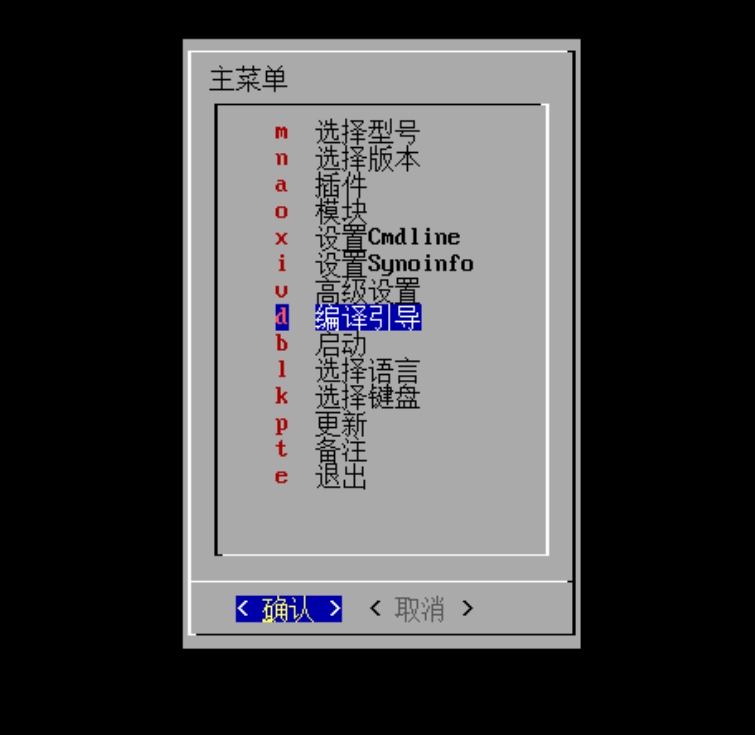 主菜单
m 选择型号
n 选择版本
a 插件
o 模块
x 设置Cmdline
i 设置Synoinfo
v 高级设置
d 编译引导
b 启动
l 选择语言
k 选择键盘
p 更新
t 备注
e 退出
< 确认 > < 取消 >